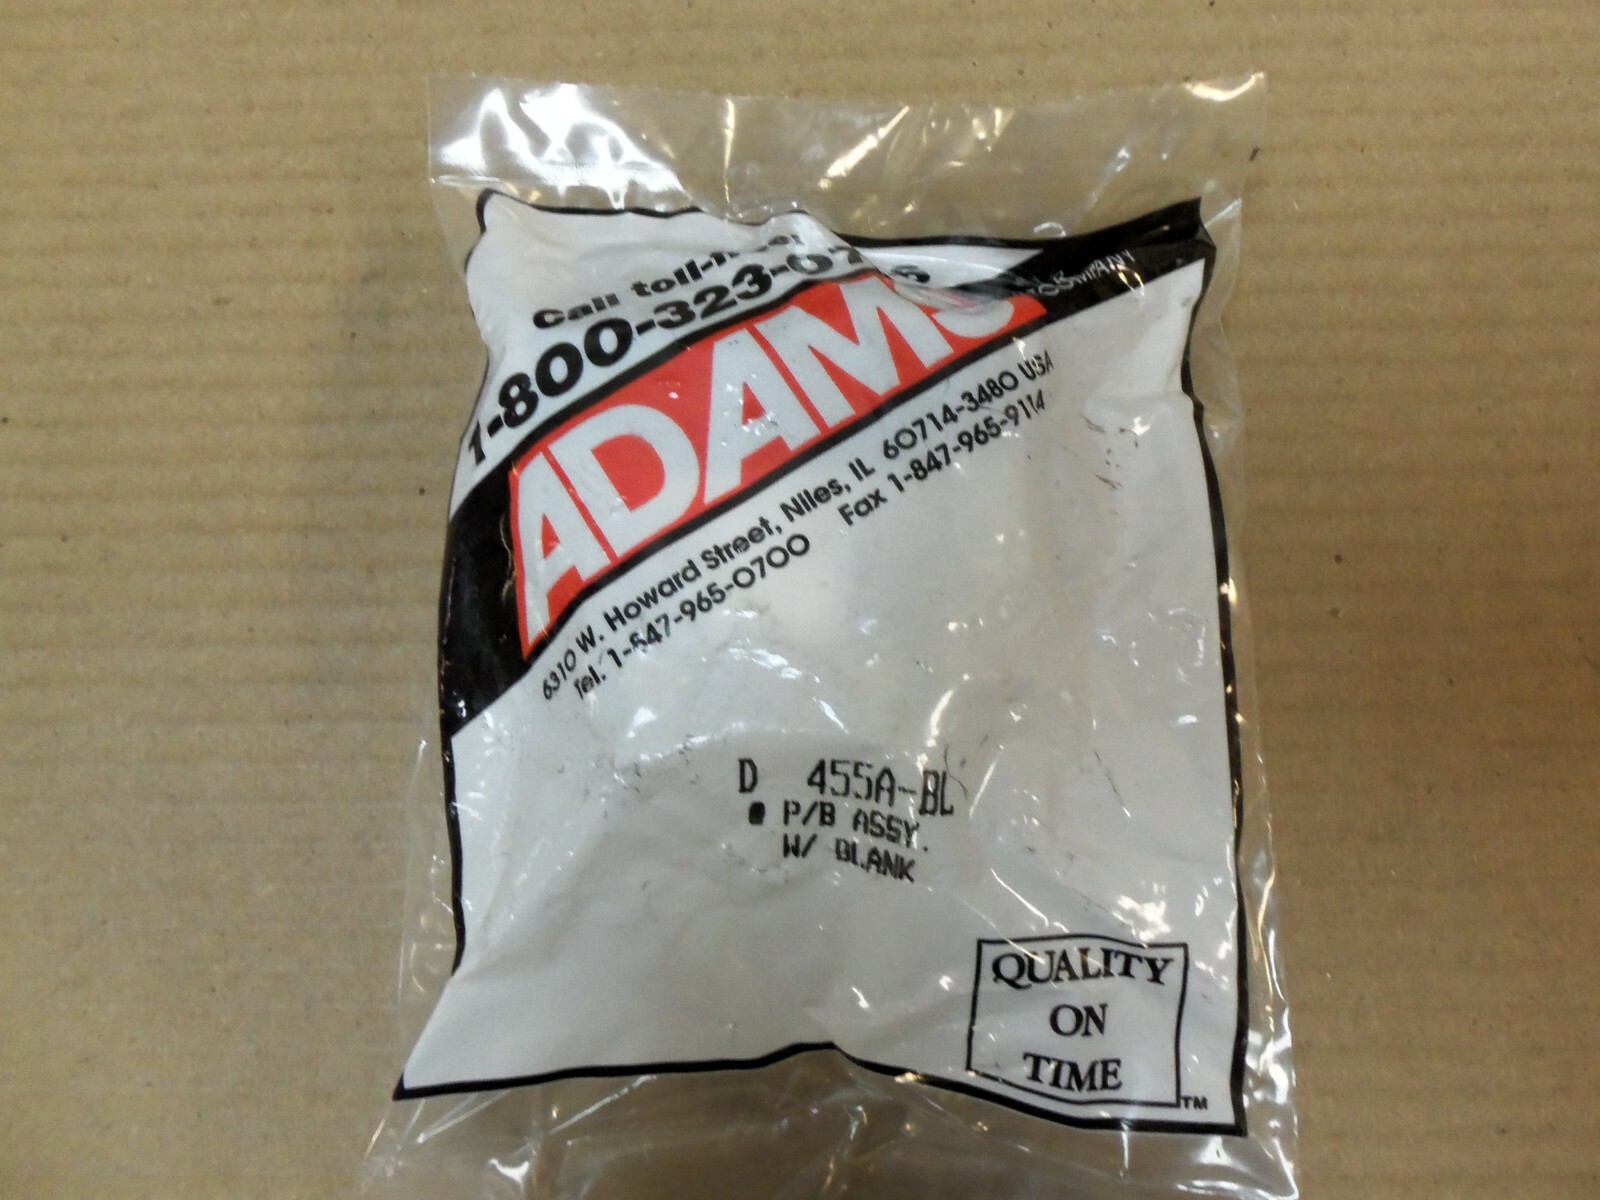 Call toll-free:
1-800-323-07
ADAMS
COMPANY
6310 W. Howard Street, Niles, IL 60714-3480 USA
Tel. 1-847-965-0700 Fax 1-847-965-9114
D 455A-BL
P/B ASSY.
W/ BLANK
QUALITY
ON
TIME
TM